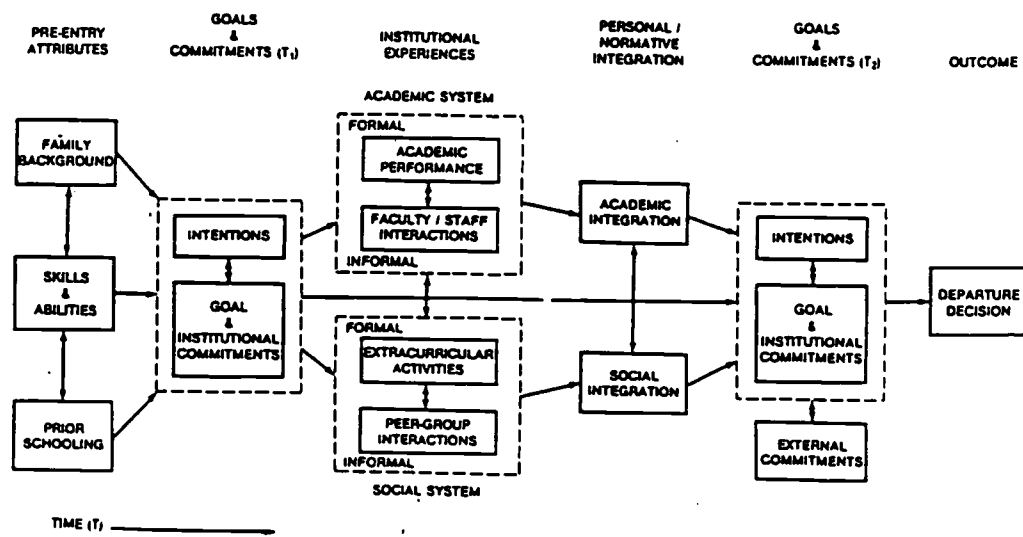 PRE-ENTRY
ATTRIBUTES
GOALS
&
COMMITMENTS (T₁)
INSTITUTIONAL
EXPERIENCES
PERSONAL /
NORMATIVE
INTEGRATION
GOALS
&
COMMITMENTS (T₂)
OUTCOME
FAMILY
BACKGROUND
SKILLS
&
ABILITIES
PRIOR
SCHOOLING
INTENTIONS
GOAL
&
INSTITUTIONAL
COMMITMENTS
ACADEMIC SYSTEM
FORMAL
ACADEMIC
PERFORMANCE
FACULTY / STAFF
INTERACTIONS
INFORMAL
FORMAL
EXTRACURRICULAR
ACTIVITIES
PEER-GROUP
INTERACTIONS
INFORMAL
SOCIAL SYSTEM
ACADEMIC
INTEGRATION
SOCIAL
INTEGRATION
INTENTIONS
GOAL
&
INSTITUTIONAL
COMMITMENTS
EXTERNAL
COMMITMENTS
DEPARTURE
DECISION
TIME (T)